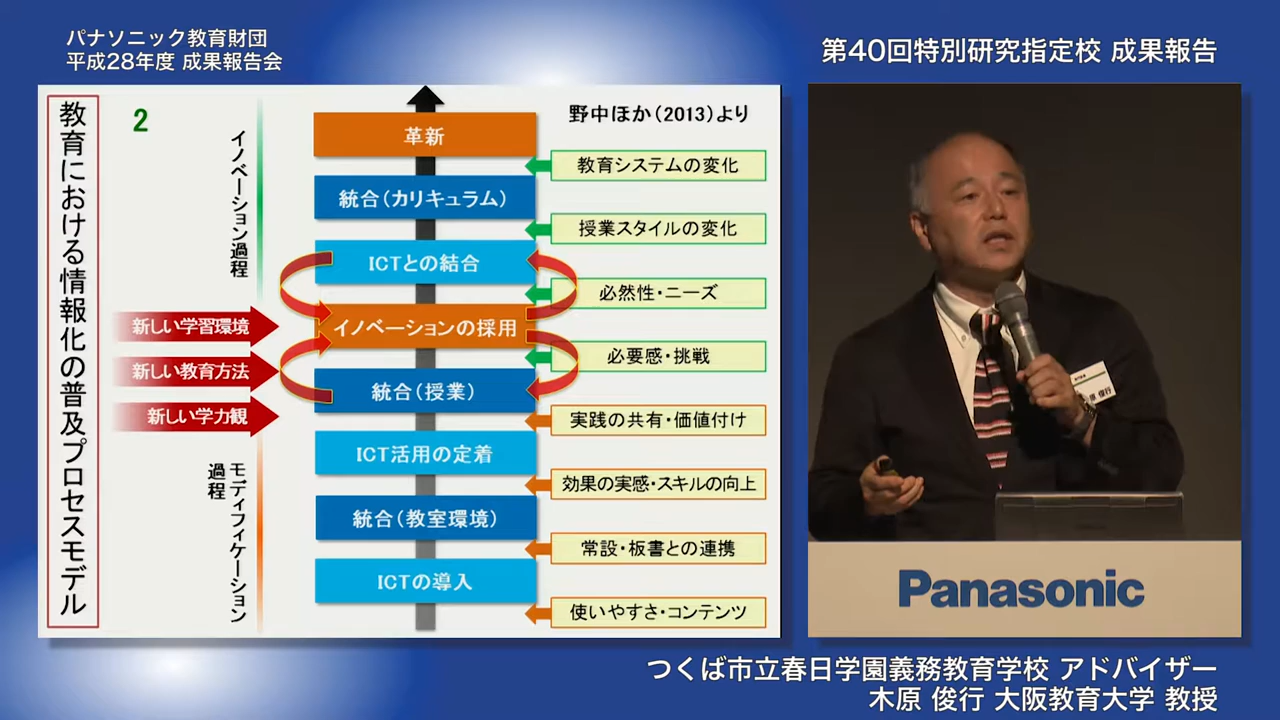 パナソニック教育財団
平成28年度 成果報告会
第40回特別研究指定校 成果報告
教育における情報化の普及プロセスモデル
2
野中ほか(2013)より
イノベーション過程
革新
教育システムの変化
統合(カリキュラム)
授業スタイルの変化
ICTとの結合
必然性・ニーズ
新しい学習環境
イノベーションの採用
必要感・挑戦
新しい教育方法
統合(授業)
新しい学力観
実践の共有・価値付け
モディフィケーション
過程
ICT活用の定着
効果の実感・スキルの向上
統合(教室環境)
常設・板書との連携
ICTの導入
使いやすさ・コンテンツ
原 俊行
Panasonic
つくば市立春日学園義務教育学校 アドバイザー
木原 俊行 大阪教育大学 教授